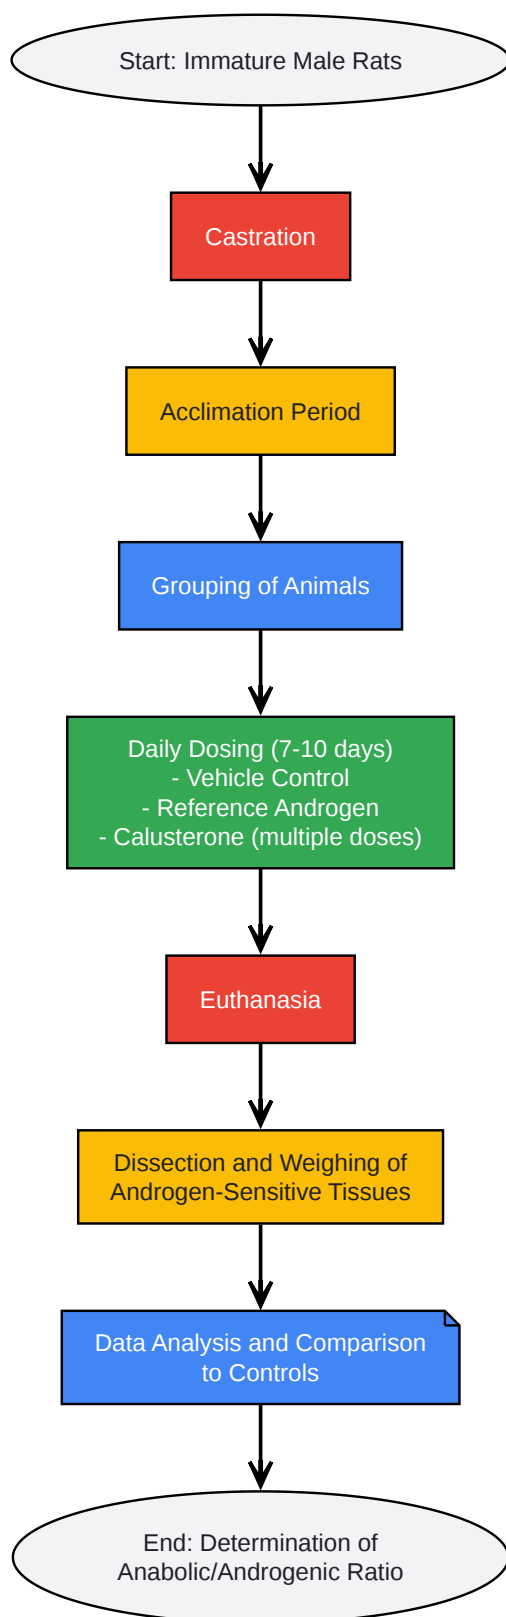 Start: Immature Male Rats
Castration
Acclimation Period
Grouping of Animals
Daily Dosing (7-10 days)
- Vehicle Control
- Reference Androgen
- Calusterone (multiple doses)
Euthanasia
Dissection and Weighing of
Androgen-Sensitive Tissues
Data Analysis and Comparison
to Controls
End: Determination of
Anabolic/Androgenic Ratio